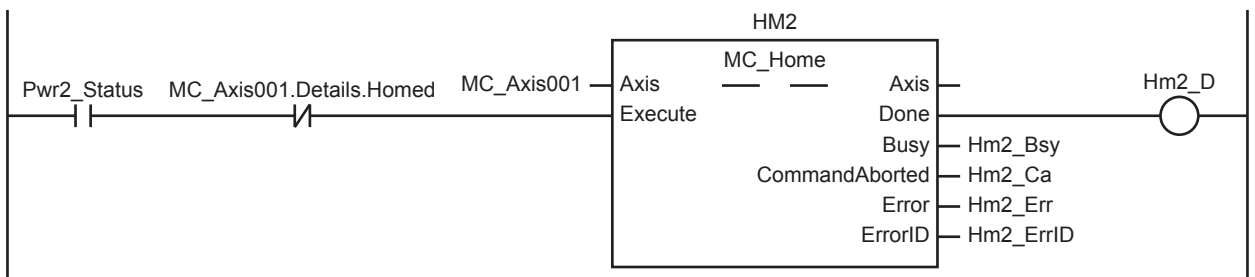 HM2
MC_Home
Pwr2_Status MC_Axis001.Details.Homed MC_Axis001 Axis Axis Hm2_D
Execute Done
Busy Hm2_Bsy
CommandAborted Hm2_Ca
Error Hm2_Err
ErrorID Hm2_ErrID